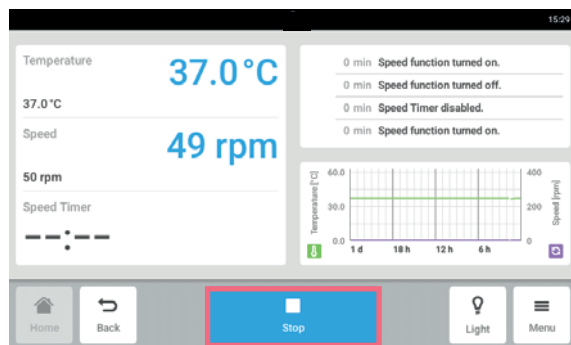 15:29
Temperature
37.0°C
37.0°C
Speed
49 rpm
50 rpm
Speed Timer
--:--
0 min Speed function turned on.
0 min Speed function turned off.
0 min Speed Timer disabled.
0 min Speed function turned on.
Temperature [°C]
60.0
30.0
0.0
1 d 18 h 12 h 6 h
400
200
0
Speed [rpm]
Home
Back
Stop
Light
Menu